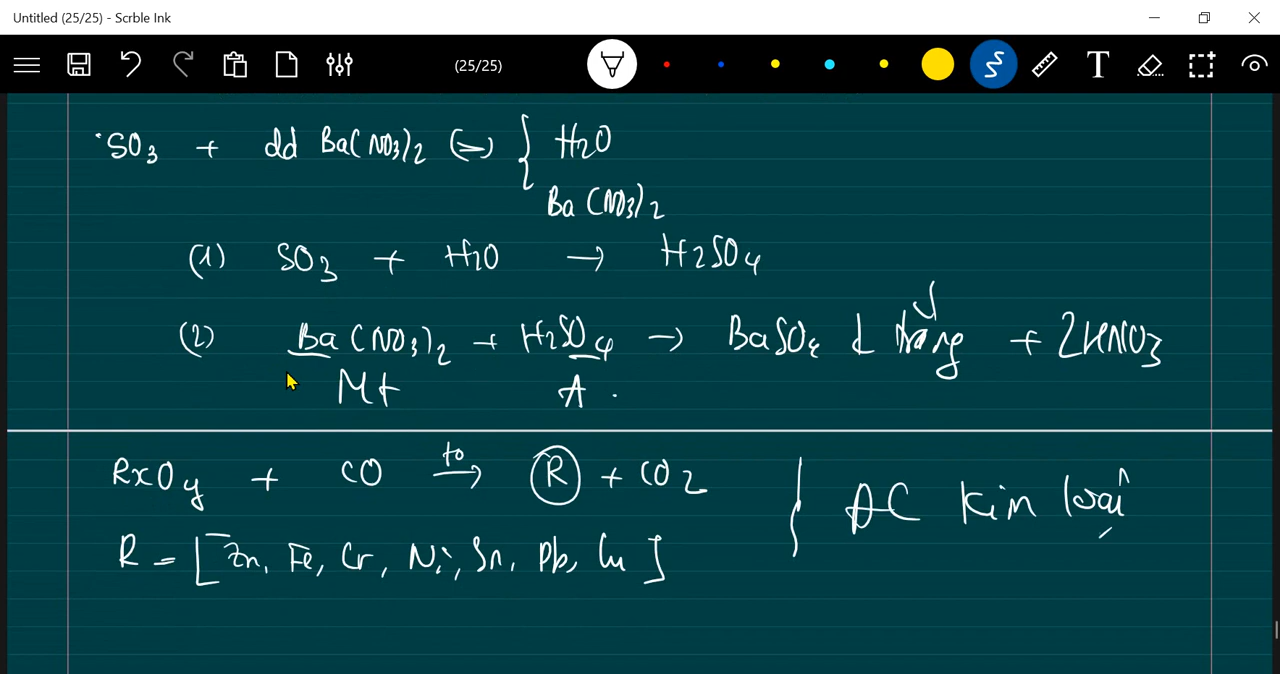 Untitled (25/25) - Scrble Ink
(25/25)
SO3 + dd Ba(NO3)2 (=) { H2O
Ba(NO3)2
(1) SO3 + H2O → H2SO4
(2) Ba(NO3)2 + H2SO4 → BaSO4 ↓ trắng + 2HNO3
M+ A
RxOy + CO to→ R + CO2 } ĐC kim loại
R = [Zn, Fe, Cr, Ni, Sn, Pb, Cu]